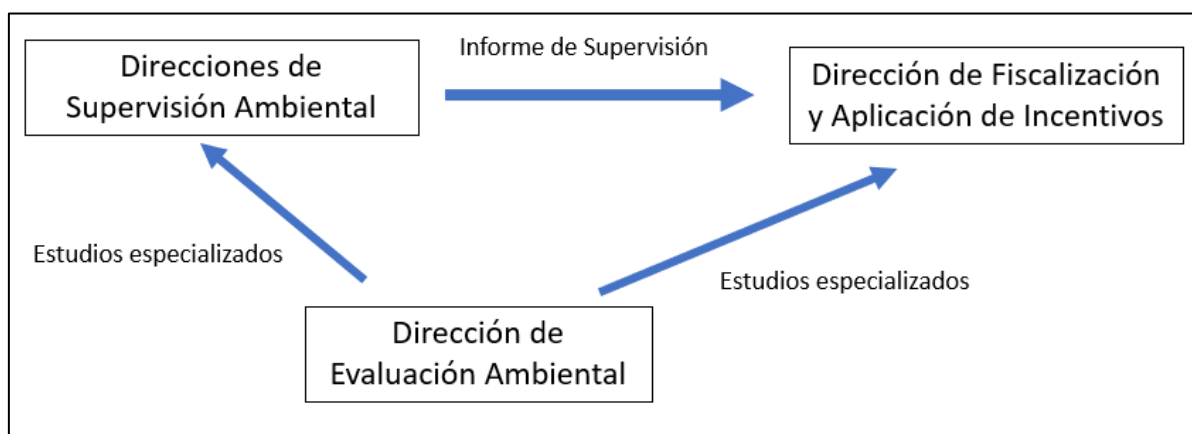 Informe de Supervisión
Direcciones de
Supervisión Ambiental
Dirección de Fiscalización
y Aplicación de Incentivos
Estudios especializados
Estudios especializados
Dirección de
Evaluación Ambiental